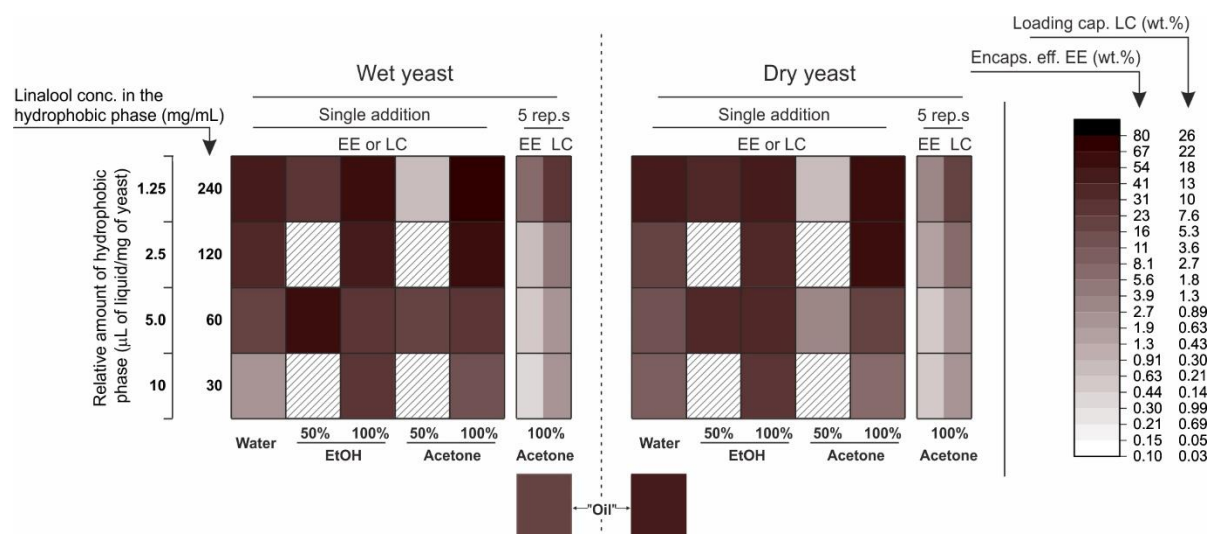 Loading cap. LC (wt.%)
Encaps. eff. EE (wt.%)
Wet yeast
Dry yeast
Linalool conc. in the
hydrophobic phase (mg/mL)
Single addition
5 rep.s
Single addition
5 rep.s
EE or LC
EE LC
EE or LC
EE LC
Relative amount of hydrophobic
phase (µL of liquid/mg of yeast)
1.25 240
2.5 120
5.0 60
10 30
80 26
67 22
54 18
41 13
31 10
23 7.6
16 5.3
11 3.6
8.1 2.7
5.6 1.8
3.9 1.3
2.7 0.89
1.9 0.63
1.3 0.43
0.91 0.30
0.63 0.21
0.44 0.14
0.30 0.99
0.21 0.69
0.15 0.05
0.10 0.03
Water 50% 100% 50% 100% 100%
EtOH Acetone Acetone
Water 50% 100% 50% 100% 100%
EtOH Acetone Acetone
"Oil"